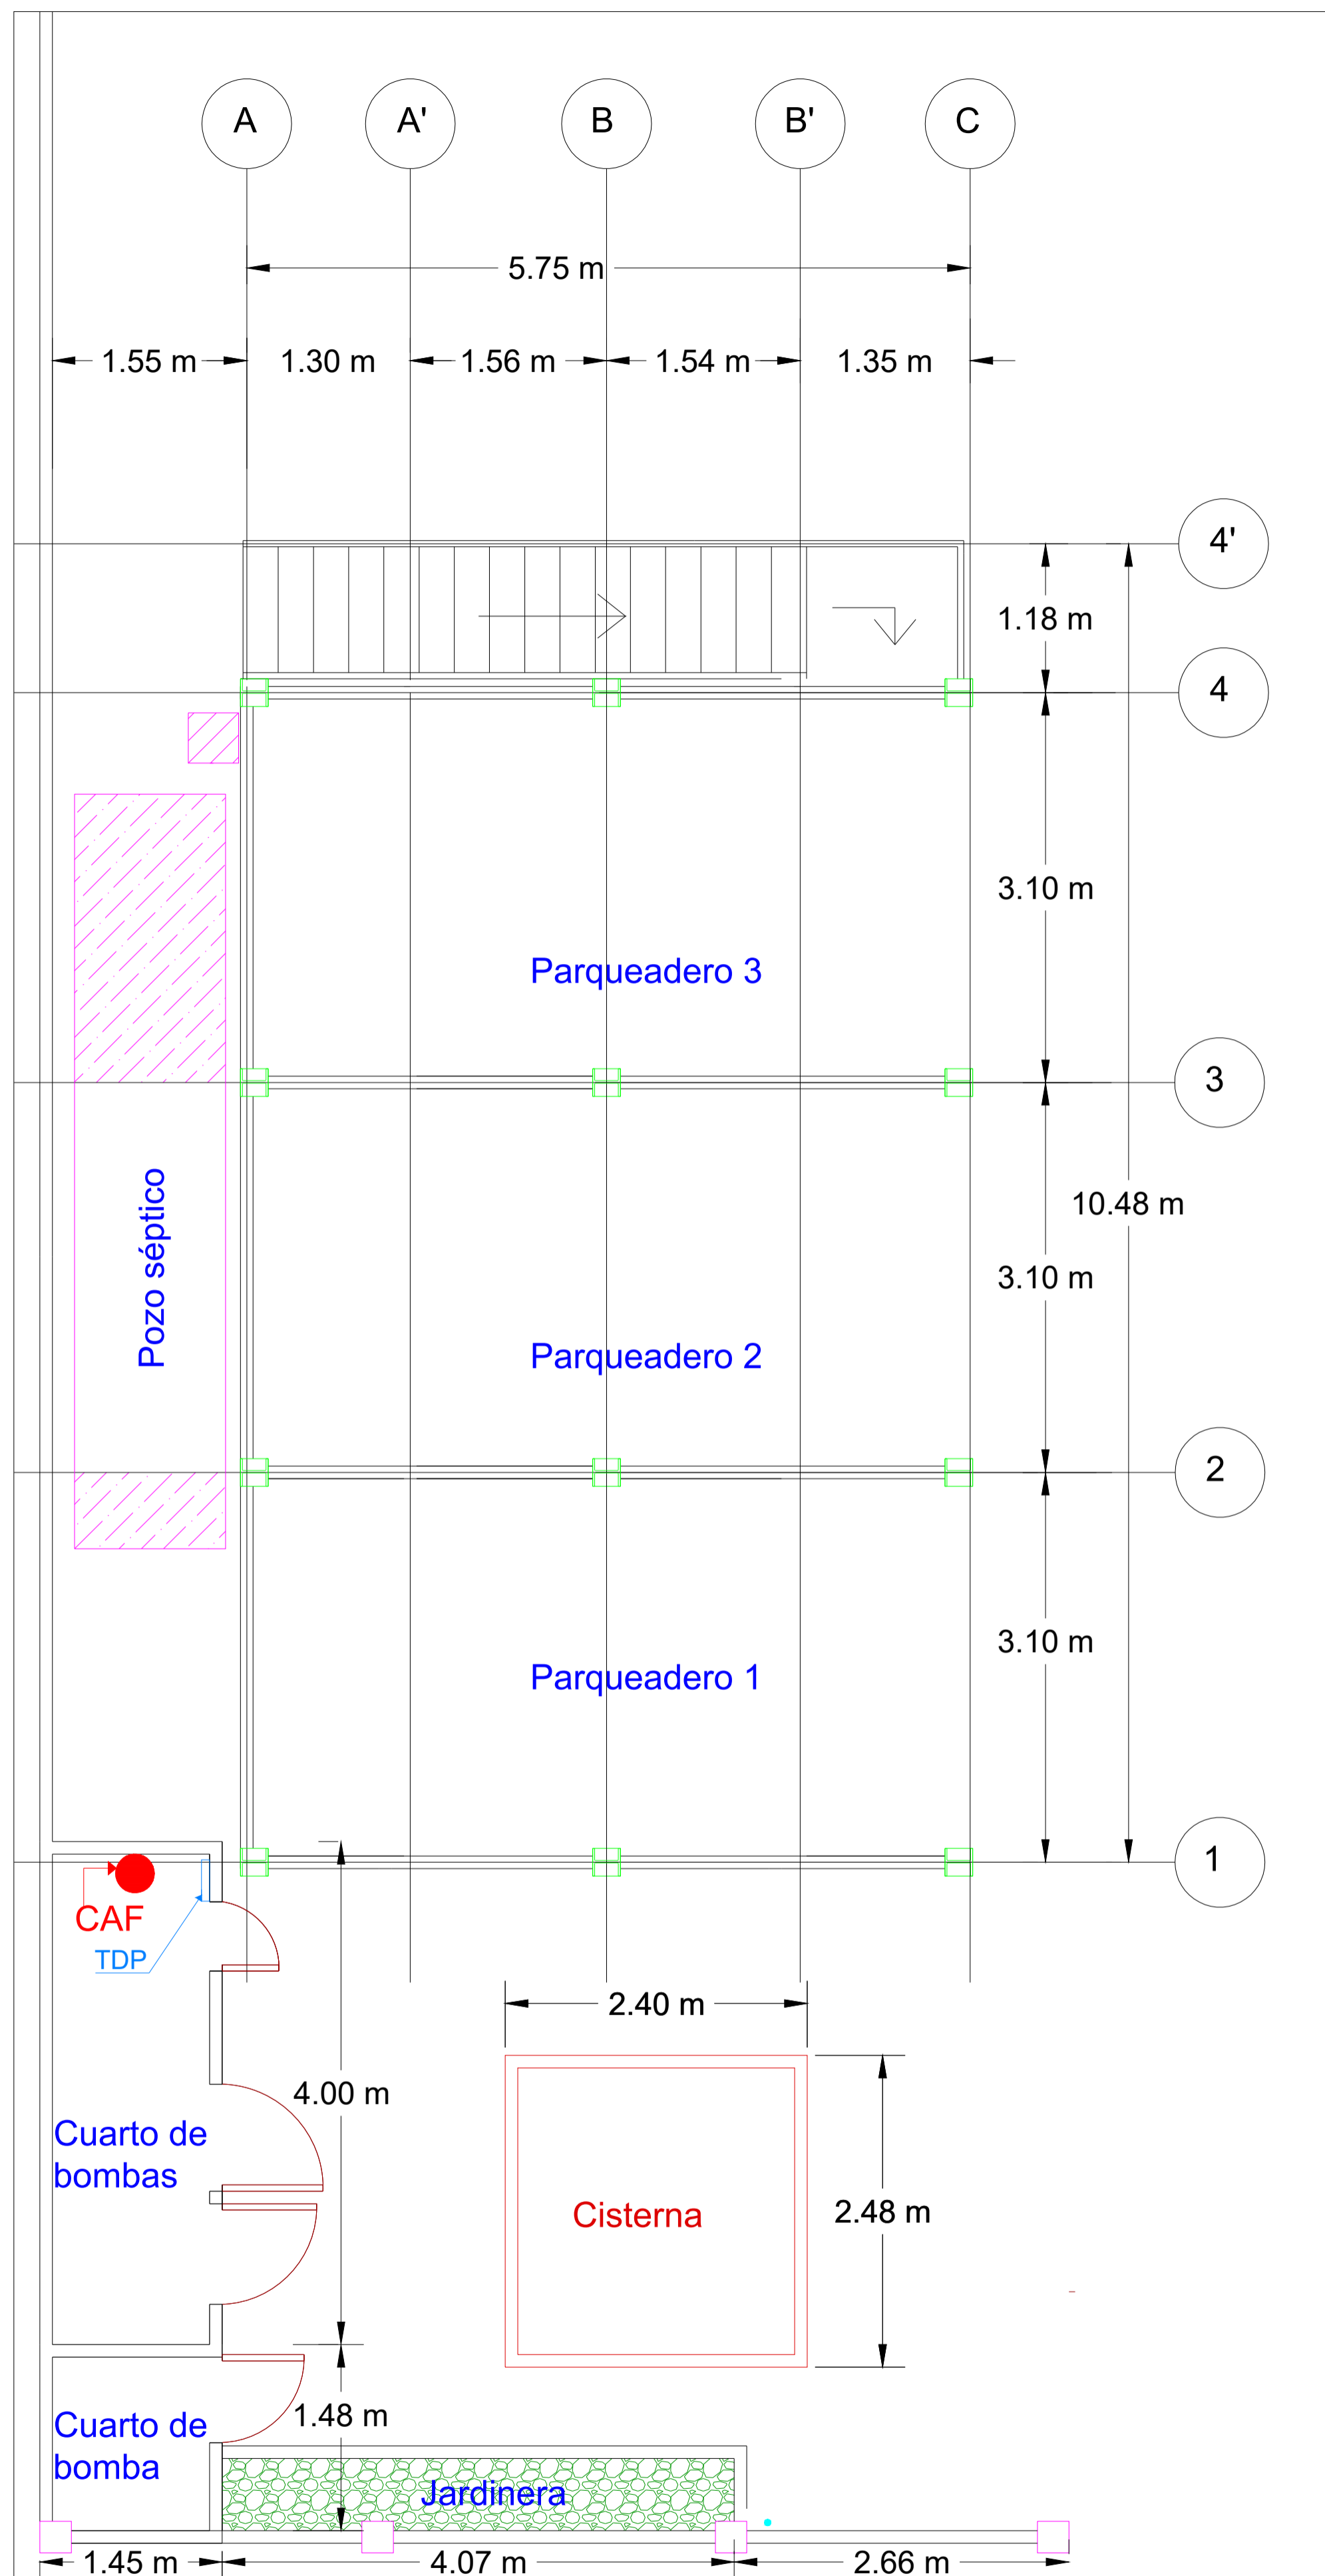 A
A'
B
B'
C
5.75 m
1.55 m
1.30 m
1.56 m
1.54 m
1.35 m
4'
1.18 m
4
3.10 m
Parqueadero 3
3
Pozo séptico
10.48 m
3.10 m
Parqueadero 2
2
3.10 m
Parqueadero 1
1
CAF
TDP
2.40 m
4.00 m
Cuarto de
bombas
Cisterna
2.48 m
1.48 m
Cuarto de
bomba
Jardinera
1.45 m
4.07 m
2.66 m